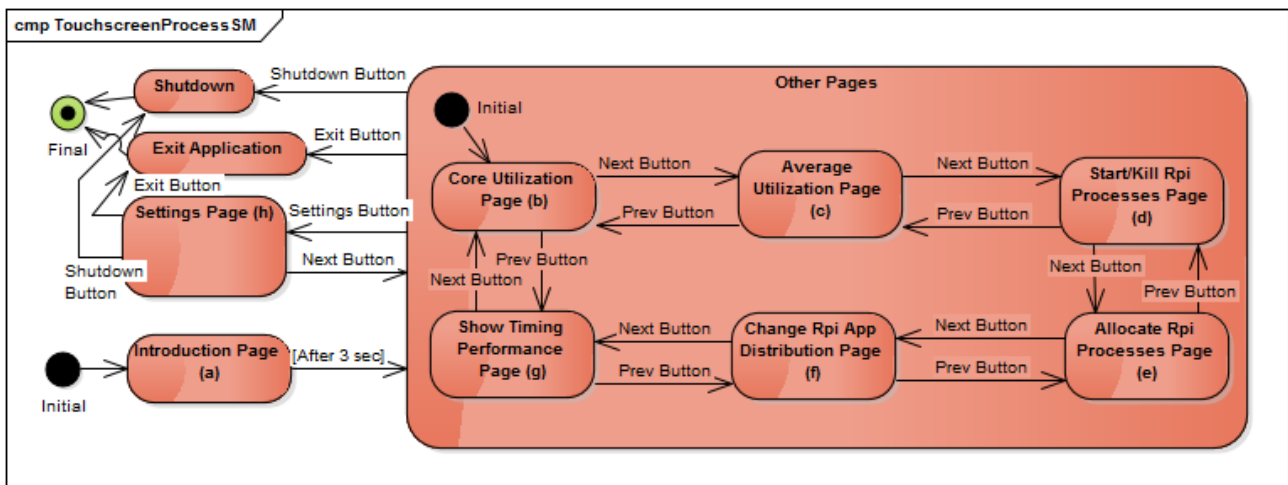 cmp TouchscreenProcessSM
Shutdown
Shutdown Button
Other Pages
Initial
Final
Exit Application
Exit Button
Exit Button
Settings Page (h)
Settings Button
Next Button
Shutdown
Button
Core Utilization
Page (b)
Next Button
Prev Button
Average
Utilization Page
(c)
Next Button
Prev Button
Start/Kill Rpi
Processes Page
(d)
Prev Button
Next Button
Next Button
Prev Button
Initial
Introduction Page
(a)
[After 3 sec]
Show Timing
Performance
Page (g)
Next Button
Prev Button
Change Rpi App
Distribution Page
(f)
Next Button
Prev Button
Allocate Rpi
Processes Page
(e)